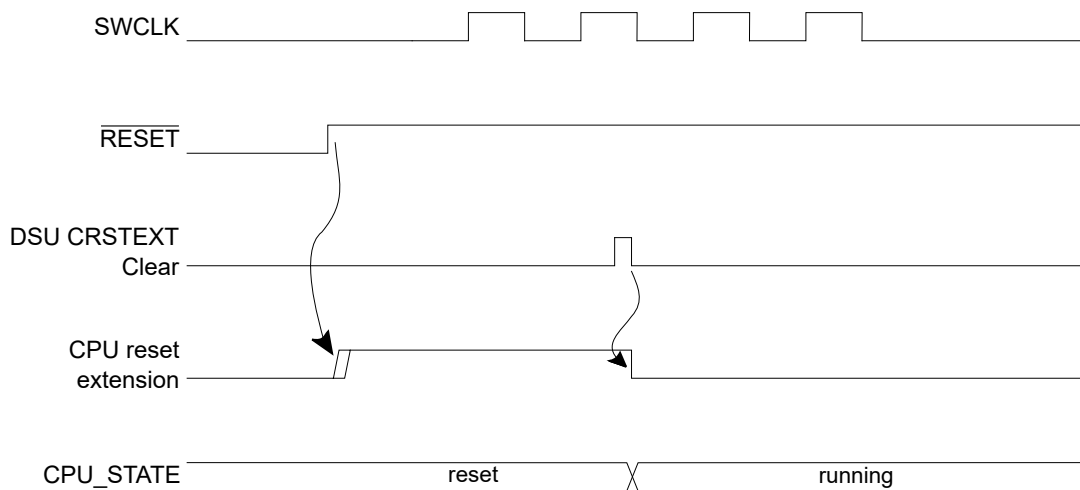 SWCLK
RESET
DSU CRSTEXT
Clear
CPU reset
extension
CPU_STATE reset running